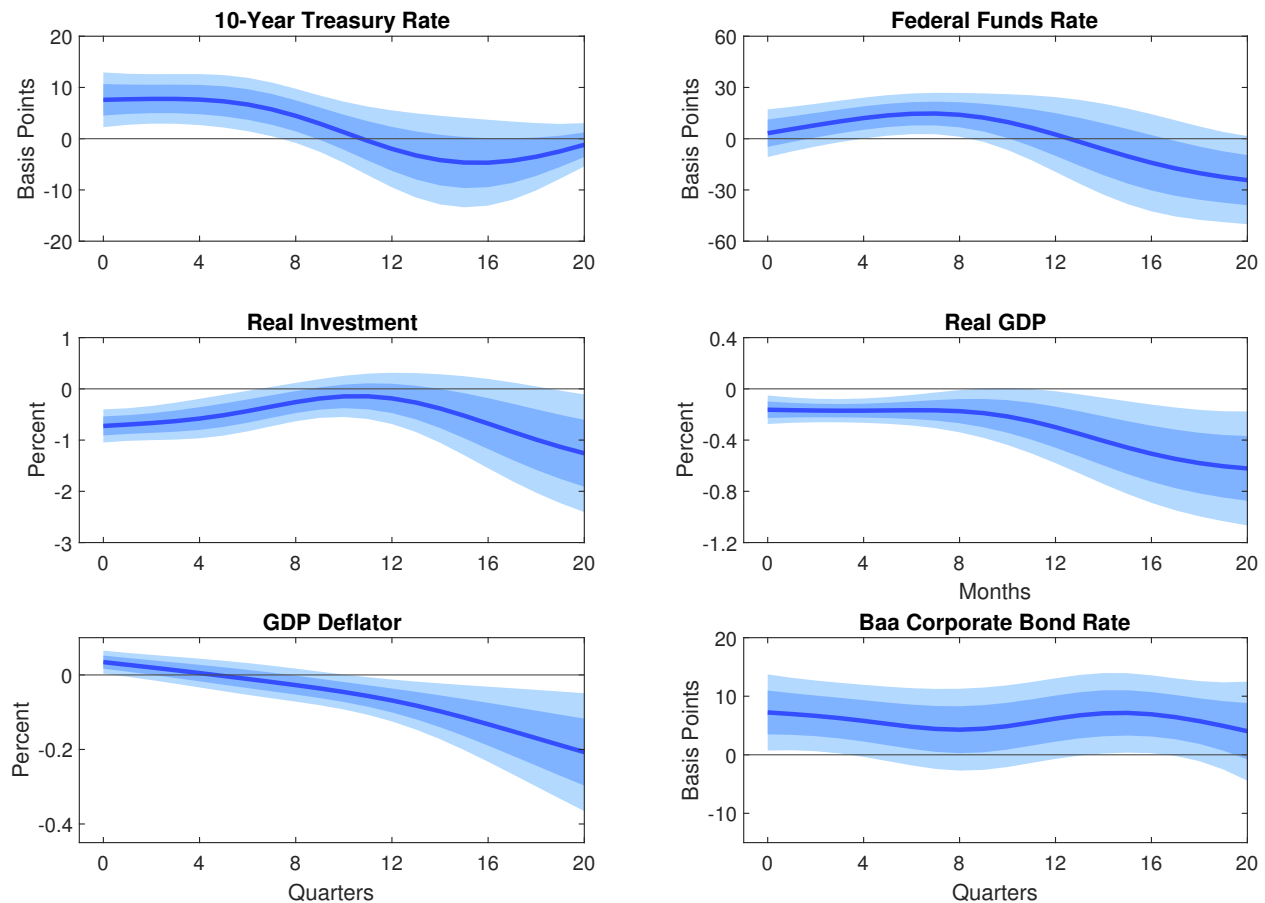 10-Year Treasury Rate
20
10
0
-10
-20
Basis Points
0 4 8 12 16 20
Federal Funds Rate
60
30
0
-30
-60
Basis Points
0 4 8 12 16 20
Real Investment
1
0
-1
-2
-3
Percent
0 4 8 12 16 20
Real GDP
0.4
0
-0.4
-0.8
-1.2
Percent
0 4 8 12 16 20
Months
GDP Deflator
0
-0.2
-0.4
Percent
0 4 8 12 16 20
Quarters
Baa Corporate Bond Rate
20
10
0
-10
Basis Points
0 4 8 12 16 20
Quarters